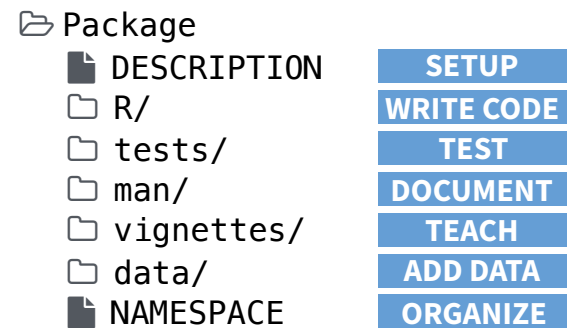 Package
DESCRIPTION SETUP
R/ WRITE CODE
tests/ TEST
man/ DOCUMENT
vignettes/ TEACH
data/ ADD DATA
NAMESPACE ORGANIZE